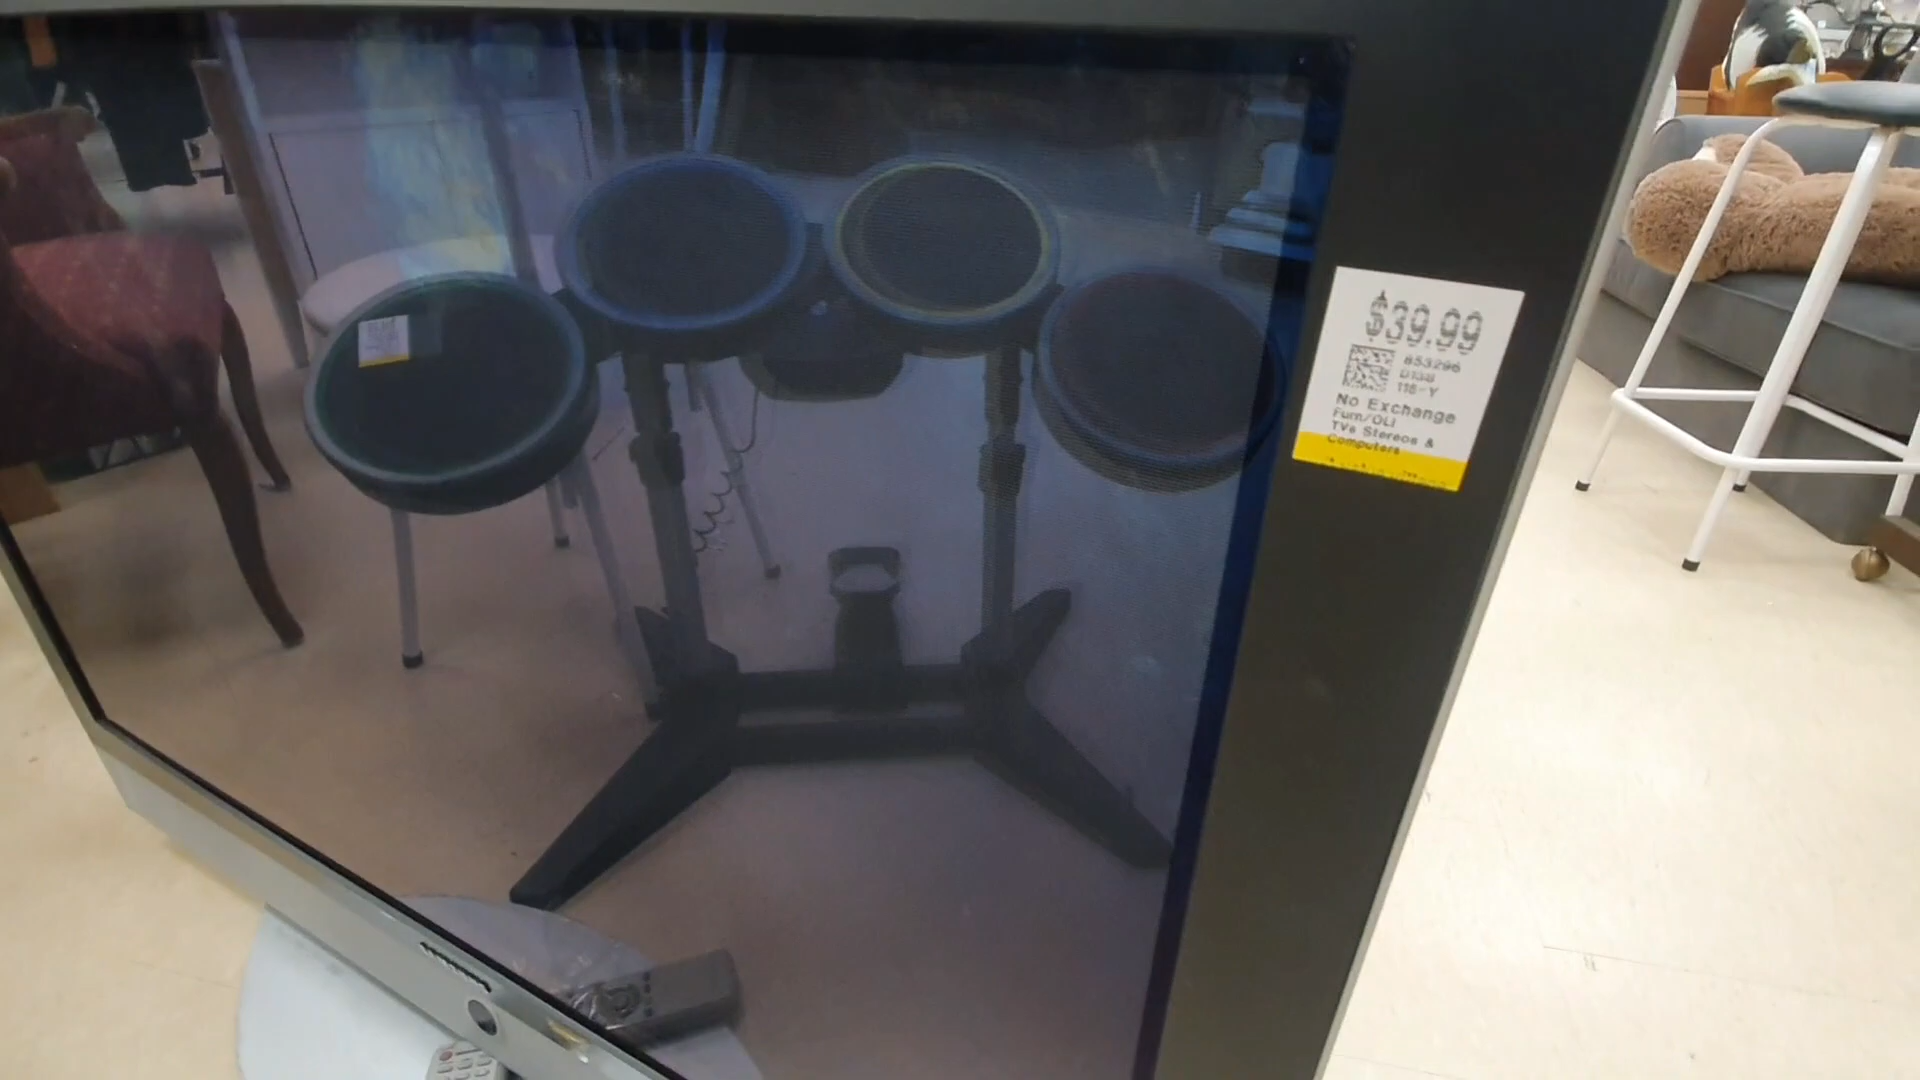 $39.99
853296
D138
118-Y
No Exchange
Furn/OLI
TVs Stereos &
Computers